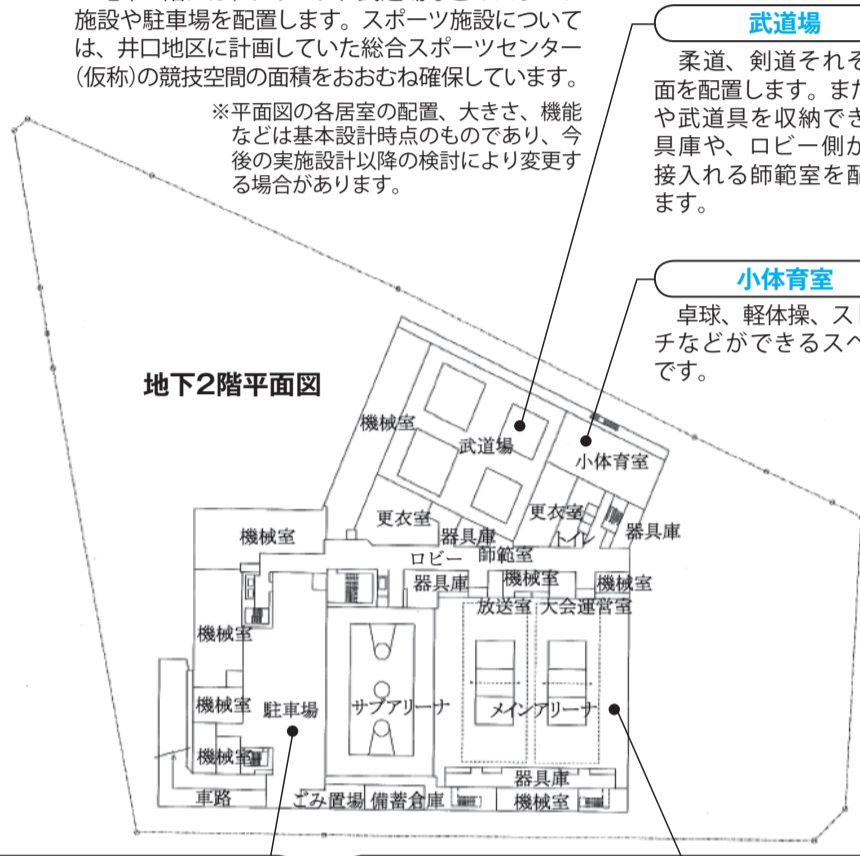 施設や駐車場を配置します。スポーツ施設について
は、井口地区に計画していた総合スポーツセンター
(仮称)の競技空間の面積をおおむね確保しています。
※平面図の各居室の配置、大きさ、機能
などは基本設計時点のものであり、今
後の実施設計以降の検討により変更す
る場合があります。
武道場
柔道、剣道それぞ
面を配置します。また
や武道具を収納でき
具庫や、ロビー側か
接入れる師範室を配
ます。
小体育室
卓球、軽体操、スト
チなどができるスペ
です。
地下2階平面図
機械室
武道場
小体育室
更衣室
器具庫
更衣室
トイレ
器具庫
機械室
ロビー
師範室
器具庫
機械室
機械室
放送室
大会運営室
機械室
機械室
駐車場
サブアリーナ
メインアリーナ
機械室
器具庫
車路
ごみ置場
備蓄倉庫
機械室